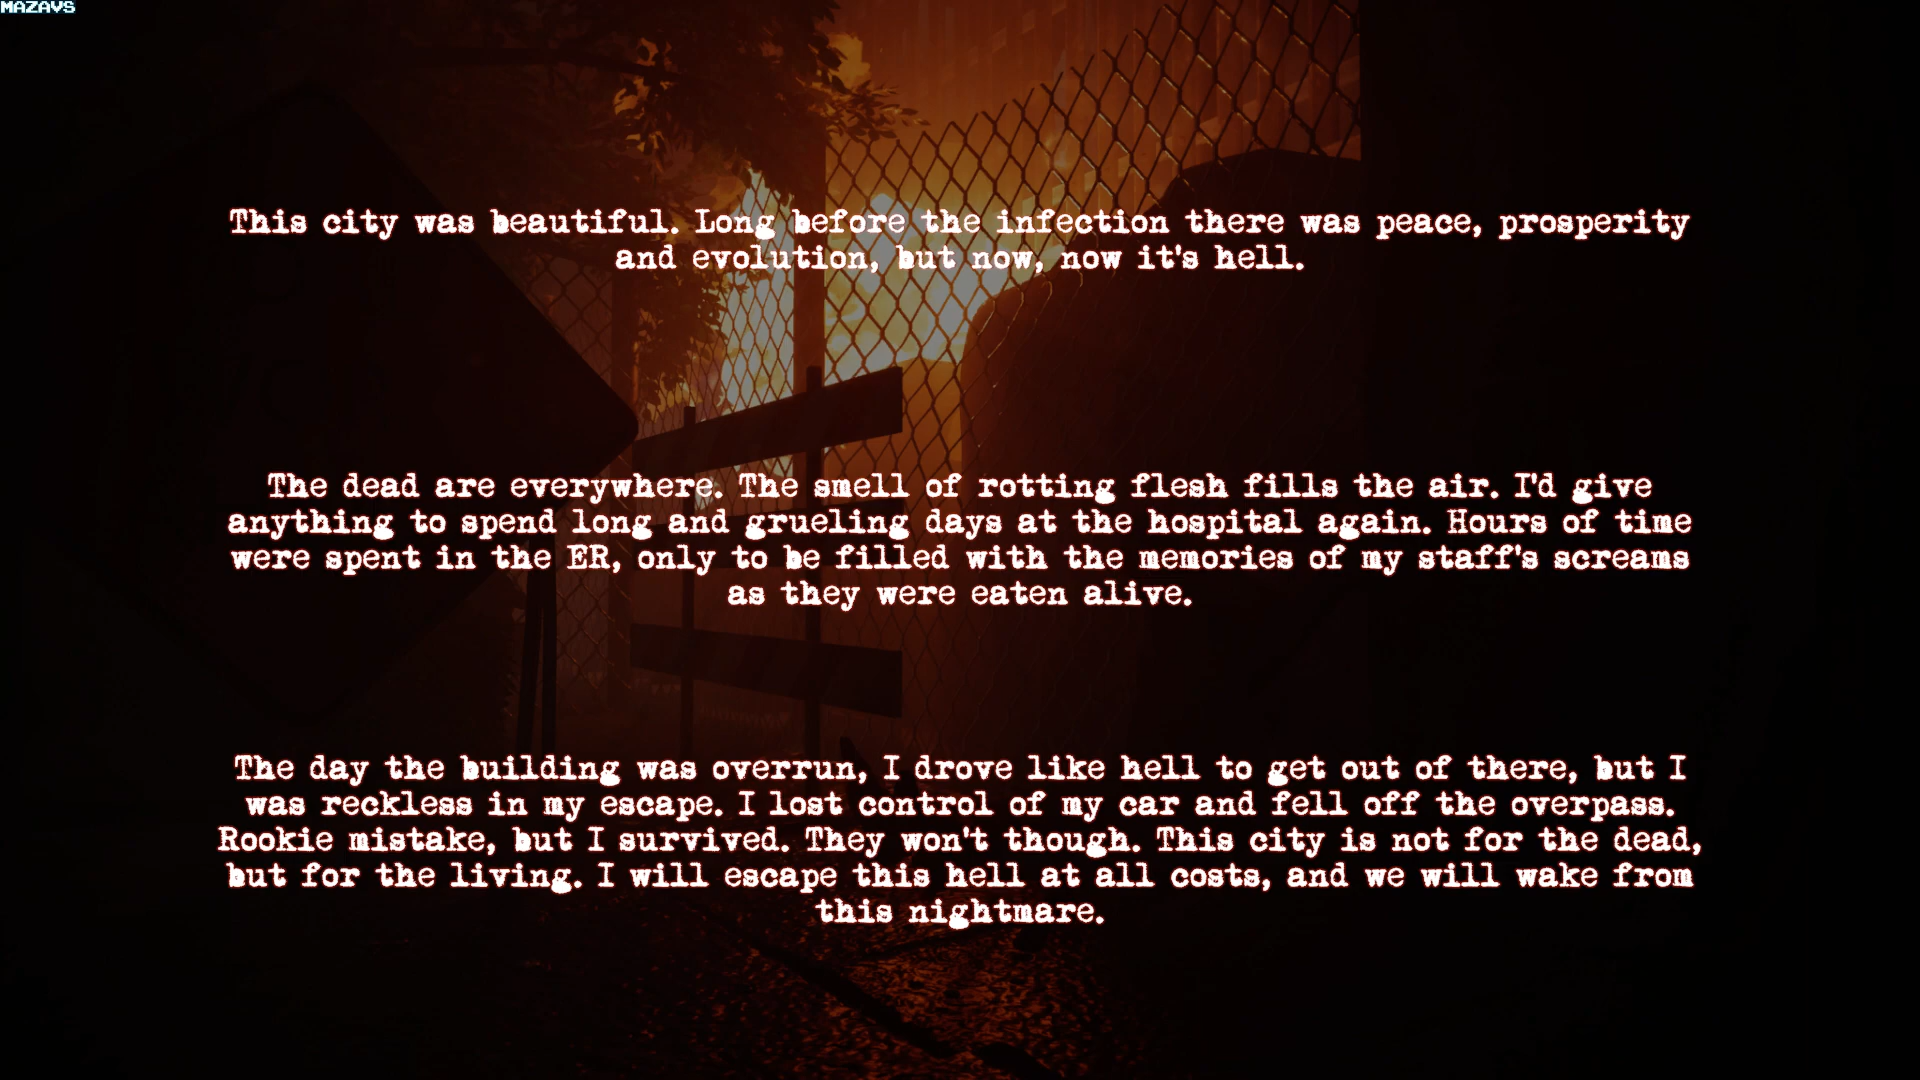 MAZAVS
This city was beautiful. Long before the infection there was peace, prosperity
and evolution, but now, now it's hell.
The dead are everywhere. The smell of rotting flesh fills the air. I'd give
anything to spend long and grueling days at the hospital again. Hours of time
were spent in the ER, only to be filled with the memories of my staff's screams
as they were eaten alive.
The day the building was overrun, I drove like hell to get out of there, but I
was reckless in my escape. I lost control of my car and fell off the overpass.
Rookie mistake, but I survived. They won't though. This city is not for the dead,
but for the living. I will escape this hell at all costs, and we will wake from
this nightmare.